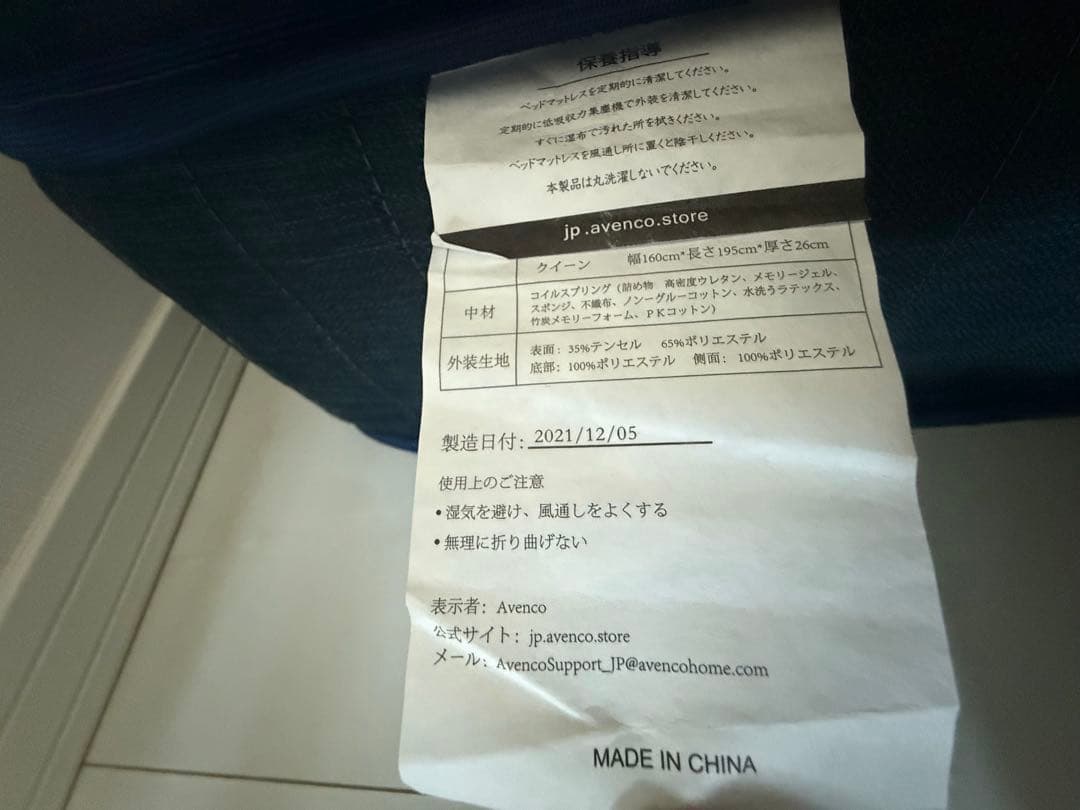 保養指導
ベッドマットレスを定期的に清潔してください。
定期的に低吸収力集塵機で外装を清潔してください。
すぐに湿布で汚れた所を拭きください。
ベッドマットレスを風通し所に置くと陰干しください。
本製品は丸洗濯しないでください。
jp.avenco.store
クイーン 幅160cm*長さ195cm*厚さ26cm
中材
コイルスプリング（詰め物 高密度ウレタン、メモリージェル、
スポンジ、不織布、ノンーグルーコットン、水洗うラテックス、
竹炭メモリーフォーム、PKコットン）
外装生地
表面: 35%テンセル 65%ポリエステル
底部: 100%ポリエステル 側面: 100%ポリエステル
製造日付: 2021/12/05
使用上のご注意
•湿気を避け、風通しをよくする
•無理に折り曲げない
表示者: Avenco
公式サイト: jp.avenco.store
メール: AvencoSupport_JP@avencohome.com
MADE IN CHINA